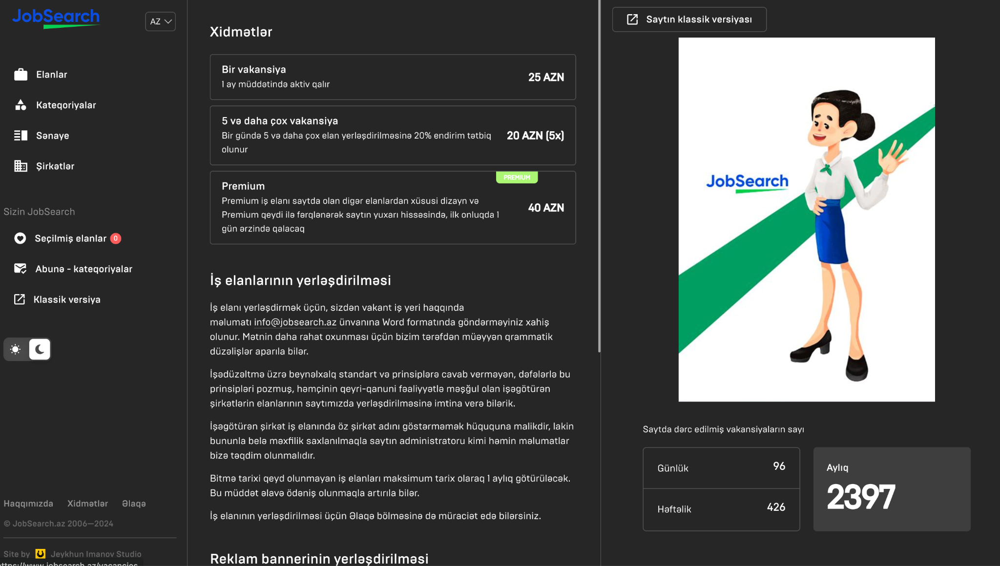 JobSearch
AZ
Elanlar
Kateqoriyalar
Sənaye
Şirkətlər
Sizin JobSearch
Seçilmiş elanlar 0
Abunə - kateqoriyalar
Klassik versiya
Haqqımızda Xidmətlər Əlaqə
© JobSearch.az 2006—2024
Site by Jeykhun Imanov Studio
https://www.jobsearch.az/vacancies
Xidmətlər
Bir vakansiya
1 ay müddətində aktiv qalır
25 AZN
5 və daha çox vakansiya
Bir gündə 5 və daha çox elan yerləşdirilməsinə 20% endirim tətbiq
olunur
20 AZN (5x)
PREMIUM
Premium
Premium iş elanı saytda olan digər elanlardan xüsusi dizayn və
Premium qeydi ilə fərqlənərək saytın yuxarı hissəsində, ilk onluqda 1
gün ərzində qalacaq
40 AZN
İş elanlarının yerləşdirilməsi
İş elanı yerləşdirmək üçün, sizdən vakant iş yeri haqqında
məlumatı info@jobsearch.az ünvanına Word formatında göndərməyiniz xahiş
olunur. Mətnin daha rahat oxunması üçün bizim tərəfdən müəyyən qrammatik
düzəlişlər aparıla bilər.
İşədüzəltmə üzrə beynəlxalq standart və prinsiplərə cavab verməyən, dəfələrlə bu
prinsipləri pozmuş, həmçinin qeyri-qanuni fəaliyyətlə məşğul olan işəgötürən
şirkətlərin elanlarının saytımızda yerləşdirilməsinə imtina verə bilərik.
İşəgötürən şirkət iş elanında öz şirkət adını göstərməmək hüququna malikdir, lakin
bununla belə məxfilik saxlanılmaqla saytın administratoru kimi həmin məlumatlar
bizə təqdim olunmalıdır.
Bitmə tarixi qeyd olunmayan iş elanları maksimum tarix olaraq 1 aylıq götürüləcək.
Bu müddət əlavə ödəniş olunmaqla artırıla bilər.
İş elanının yerləşdirilməsi üçün Əlaqə bölməsinə də müraciət edə bilərsiniz.
Reklam bannerinin yerləşdirilməsi
Saytın klassik versiyası
JobSearch
Saytda dərc edilmiş vakansiyaların sayı
Günlük 96
Həftəlik 426
Aylıq
2397